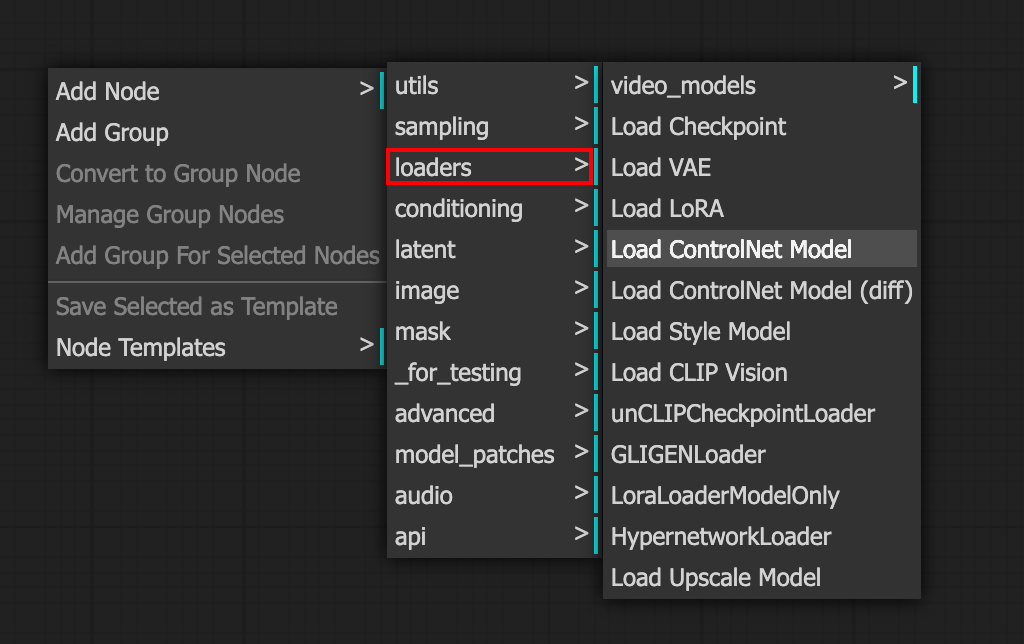 Add Node >
Add Group
Convert to Group Node
Manage Group Nodes
Add Group For Selected Nodes
Save Selected as Template
Node Templates >
utils >
sampling >
loaders >
conditioning >
latent >
image >
mask >
_for_testing >
advanced >
model_patches >
audio >
api >
video_models >
Load Checkpoint
Load VAE
Load LoRA
Load ControlNet Model
Load ControlNet Model (diff)
Load Style Model
Load CLIP Vision
unCLIPCheckpointLoader
GLIGENLoader
LoraLoaderModelOnly
HypernetworkLoader
Load Upscale Model